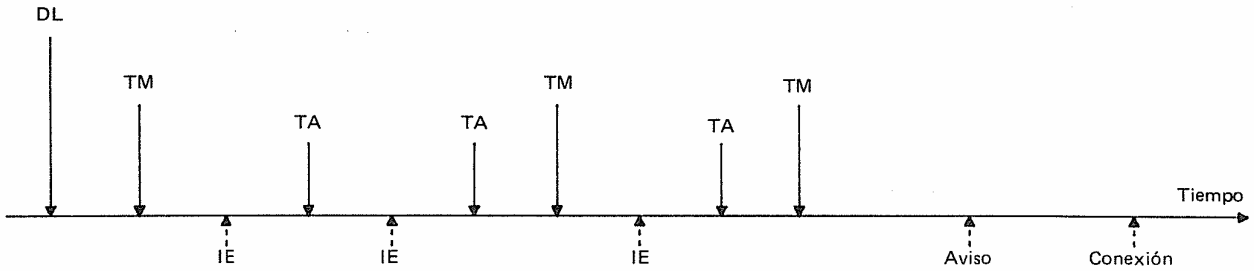 DL
TM TM TM
TA TA TA
Tiempo
IE IE IE Aviso Conexión